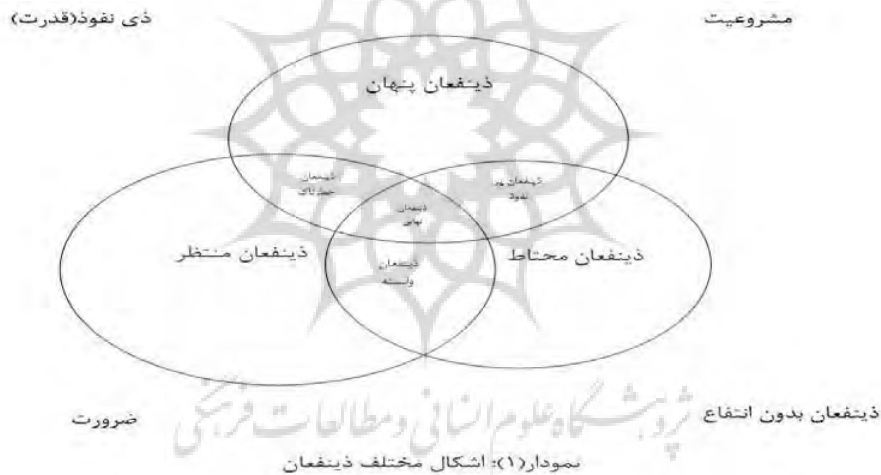 مشروعیت
ذی نفوذ(قدرت)
ذینفعان پنهان
ذینفعان
خطرناک
ذینفعان پر
نفوذ
ذینفعان
نهایی
ذینفعان منتظر
ذینفعان محتاط
ذینفعان
وابسته
ذینفعان بدون انتفاع
ضرورت
پژوهشگاه علوم انسانی و مطالعات فرهنگی
نمودار(۱): اشکال مختلف ذینفعان